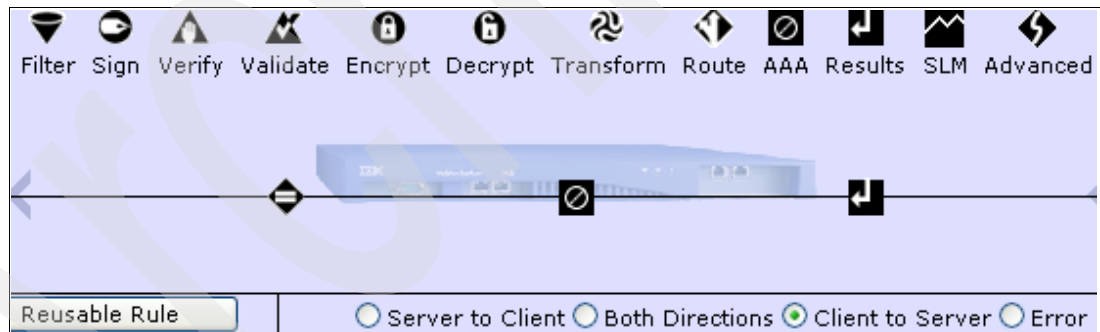 Filter Sign Verify Validate Encrypt Decrypt Transform Route AAA Results SLM Advanced
IBM
Reusable Rule Server to Client Both Directions Client to Server Error